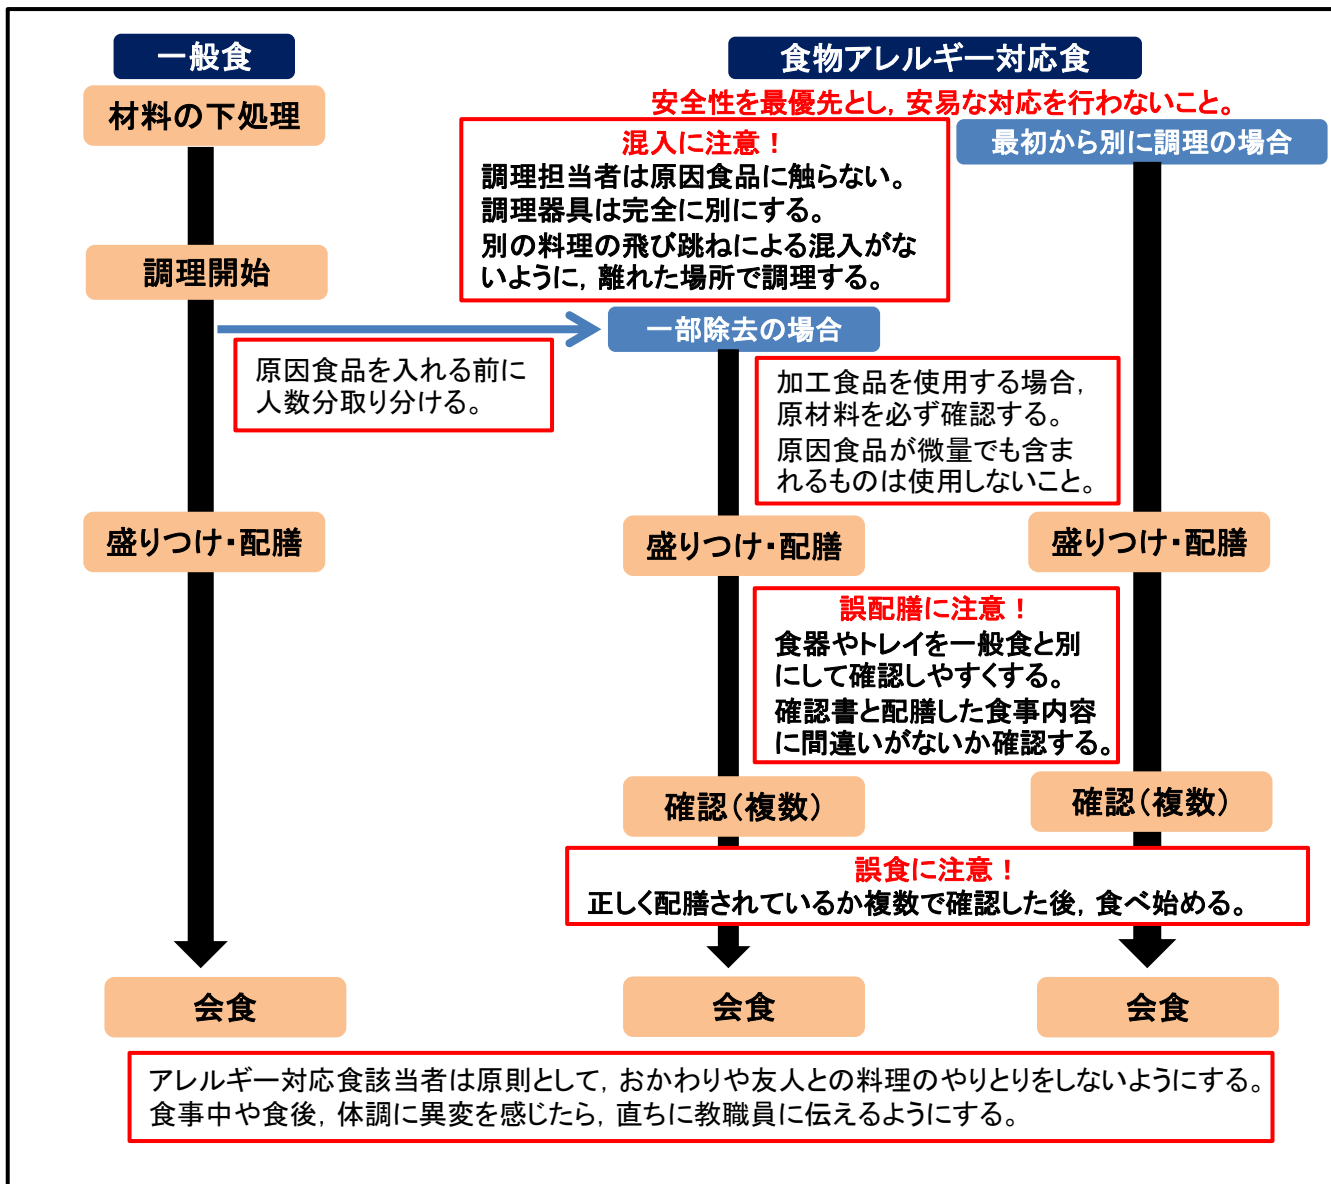 一般食
食物アレルギー対応食
材料の下処理
安全性を最優先とし，安易な対応を行わないこと。
混入に注意！
調理担当者は原因食品に触らない。
調理器具は完全に別にする。
別の料理の飛び跳ねによる混入がな
いように，離れた場所で調理する。
最初から別に調理の場合
調理開始
一部除去の場合
原因食品を入れる前に
人数分取り分ける。
加工食品を使用する場合，
原材料を必ず確認する。
原因食品が微量でも含ま
れるものは使用しないこと。
盛りつけ・配膳
盛りつけ・配膳
盛りつけ・配膳
誤配膳に注意！
食器やトレイを一般食と別
にして確認しやすくする。
確認書と配膳した食事内容
に間違いがないか確認する。
確認（複数）
確認（複数）
誤食に注意！
正しく配膳されているか複数で確認した後，食べ始める。
会食
会食
会食
アレルギー対応食該当者は原則として，おかわりや友人との料理のやりとりをしないようにする。
食事中や食後，体調に異変を感じたら，直ちに教職員に伝えるようにする。